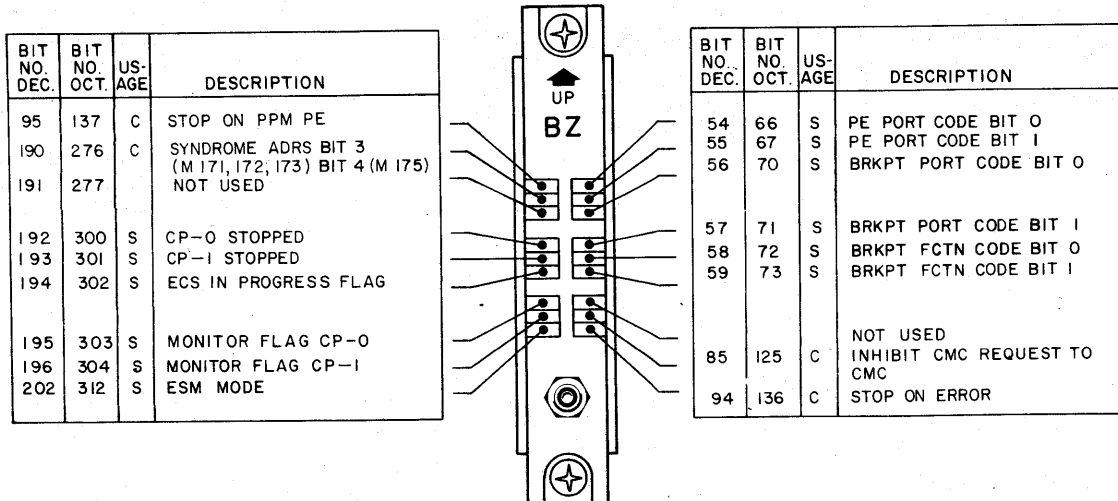 BIT NO. DEC. BIT NO. OCT. US-AGE DESCRIPTION
95 137 C STOP ON PPM PE
190 276 C SYNDROME ADRS BIT 3
(M 171, 172, 173) BIT 4 (M 175)
191 277 NOT USED
192 300 S CP-0 STOPPED
193 301 S CP-1 STOPPED
194 302 S ECS IN PROGRESS FLAG
195 303 S MONITOR FLAG CP-0
196 304 S MONITOR FLAG CP-1
202 312 S ESM MODE
UP
BZ
BIT NO. DEC. BIT NO. OCT. US-AGE DESCRIPTION
54 66 S PE PORT CODE BIT 0
55 67 S PE PORT CODE BIT 1
56 70 S BRKPT PORT CODE BIT 0
57 71 S BRKPT PORT CODE BIT 1
58 72 S BRKPT FCTN CODE BIT 0
59 73 S BRKPT FCTN CODE BIT 1
NOT USED
85 125 C INHIBIT CMC REQUEST TO
CMC
94 136 C STOP ON ERROR